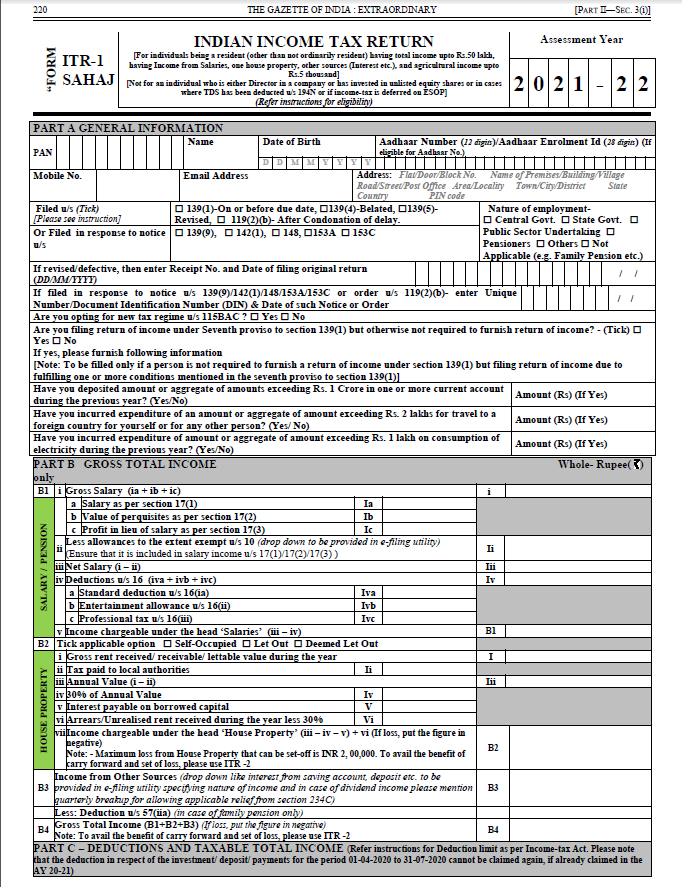 220 THE GAZETTE OF INDIA : EXTRAORDINARY [PART II—SEC. 3(i)]
"FORM
ITR-1
SAHAJ
INDIAN INCOME TAX RETURN
[For individuals being a resident (other than not ordinarily resident) having total income upto Rs.50 lakh,
having Income from Salaries, one house property, other sources (Interest etc.), and agricultural income upto
Rs.5 thousand]
[Not for an individual who is either Director in a company or has invested in unlisted equity shares or in cases
where TDS has been deducted u/s 194N or if income-tax is deferred on ESOP]
(Refer instructions for eligibility)
Assessment Year
2 0 2 1 - 2 2
PART A GENERAL INFORMATION
PAN
Name
Date of Birth
D D M M Y Y Y Y
Aadhaar Number (12 digits)/Aadhaar Enrolment Id (28 digits) (If
eligible for Aadhaar No.)
Mobile No.
Email Address
Address: Flat/Door/Block No. Name of Premises/Building/Village
Road/Street/Post Office Area/Locality Town/City/District State
Country PIN code
Filed u/s (Tick)
[Please see instruction]
☐ 139(1)-On or before due date, ☐139(4)-Belated, ☐139(5)-
Revised, ☐ 119(2)(b)- After Condonation of delay.
Or Filed in response to notice
u/s
☐ 139(9), ☐ 142(1), ☐ 148, ☐153A ☐ 153C
Nature of employment-
☐ Central Govt. ☐ State Govt. ☐
Public Sector Undertaking ☐
Pensioners ☐ Others ☐ Not
Applicable (e.g. Family Pension etc.)
If revised/defective, then enter Receipt No. and Date of filing original return
(DD/MM/YYYY)
/ /
If filed in response to notice u/s 139(9)/142(1)/148/153A/153C or order u/s 119(2)(b)- enter Unique
Number/Document Identification Number (DIN) & Date of such Notice or Order
/ /
Are you opting for new tax regime u/s 115BAC ? ☐ Yes ☐ No
Are you filing return of income under Seventh proviso to section 139(1) but otherwise not required to furnish return of income? - (Tick) ☐
Yes ☐ No
If yes, please furnish following information
[Note: To be filled only if a person is not required to furnish a return of income under section 139(1) but filing return of income due to
fulfilling one or more conditions mentioned in the seventh proviso to section 139(1)]
Have you deposited amount or aggregate of amounts exceeding Rs. 1 Crore in one or more current account
during the previous year? (Yes/No)
Amount (Rs) (If Yes)
Have you incurred expenditure of an amount or aggregate of amount exceeding Rs. 2 lakhs for travel to a
foreign country for yourself or for any other person? (Yes/ No)
Amount (Rs) (If Yes)
Have you incurred expenditure of amount or aggregate of amount exceeding Rs. 1 lakh on consumption of
electricity during the previous year? (Yes/No)
Amount (Rs) (If Yes)
PART B GROSS TOTAL INCOME Whole- Rupee(₹)
only
SALARY / PENSION
B1 i Gross Salary (ia + ib + ic) i
a Salary as per section 17(1) Ia
b Value of perquisites as per section 17(2) Ib
c Profit in lieu of salary as per section 17(3) Ic
ii Less allowances to the extent exempt u/s 10 (drop down to be provided in e-filing utility)
(Ensure that it is included in salary income u/s 17(1)/17(2)/17(3) ) Ii
iii Net Salary (i – ii) Iii
iv Deductions u/s 16 (iva + ivb + ivc) Iv
a Standard deduction u/s 16(ia) Iva
b Entertainment allowance u/s 16(ii) Ivb
c Professional tax u/s 16(iii) Ivc
v Income chargeable under the head 'Salaries' (iii – iv) B1
B2 Tick applicable option ☐ Self-Occupied ☐ Let Out ☐ Deemed Let Out
HOUSE PROPERTY
i Gross rent received/ receivable/ lettable value during the year I
ii Tax paid to local authorities Ii
iii Annual Value (i – ii) Iii
iv 30% of Annual Value Iv
v Interest payable on borrowed capital V
vi Arrears/Unrealised rent received during the year less 30% Vi
vii Income chargeable under the head 'House Property' (iii – iv – v) + vi (If loss, put the figure in
negative)
Note: - Maximum loss from House Property that can be set-off is INR 2, 00,000. To avail the benefit of
carry forward and set of loss, please use ITR -2
B2
B3 Income from Other Sources (drop down like interest from saving account, deposit etc. to be
provided in e-filing utility specifying nature of income and in case of dividend income please mention
quarterly breakup for allowing applicable relief from section 234C)
B3
Less: Deduction u/s 57(iia) (in case of family pension only)
B4 Gross Total Income (B1+B2+B3) (If loss, put the figure in negative)
Note: To avail the benefit of carry forward and set of loss, please use ITR -2
B4
PART C – DEDUCTIONS AND TAXABLE TOTAL INCOME (Refer instructions for Deduction limit as per Income-tax Act. Please note
that the deduction in respect of the investment/ deposit/ payments for the period 01-04-2020 to 31-07-2020 cannot be claimed again, if already claimed in the
AY 20-21)